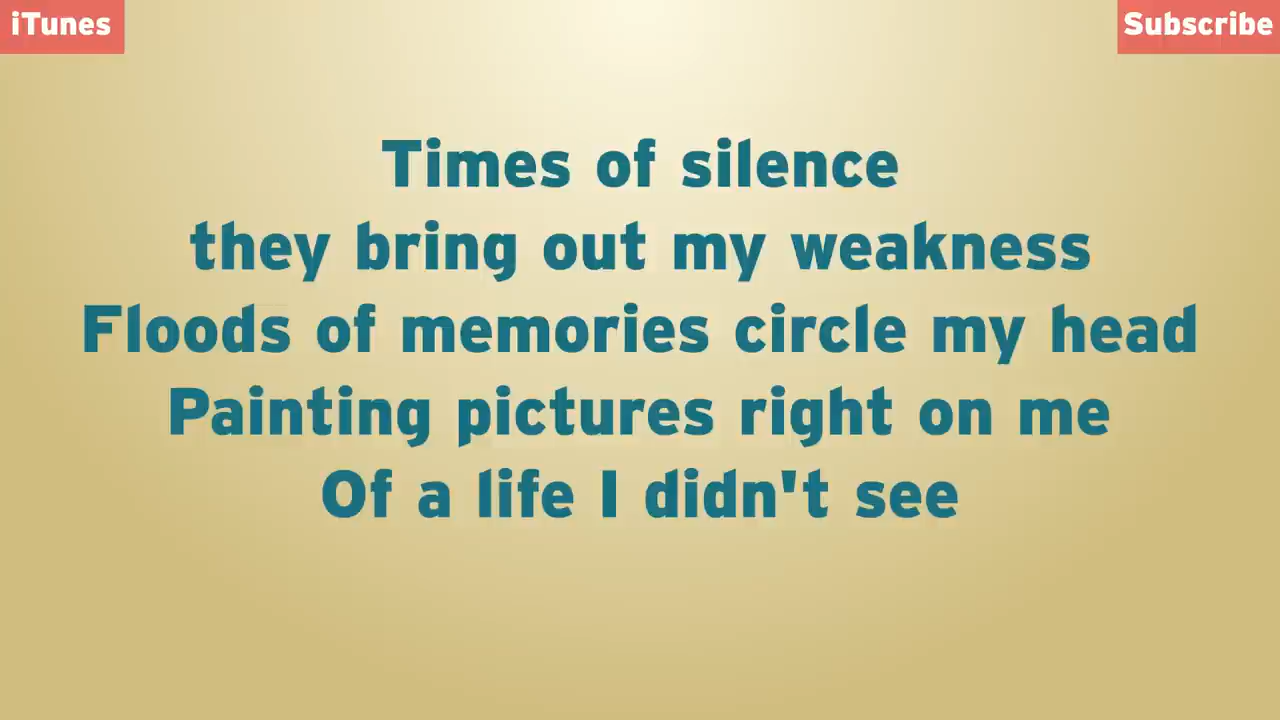 iTunes
Subscribe
Times of silence
they bring out my weakness
Floods of memories circle my head
Painting pictures right on me
Of a life I didn't see